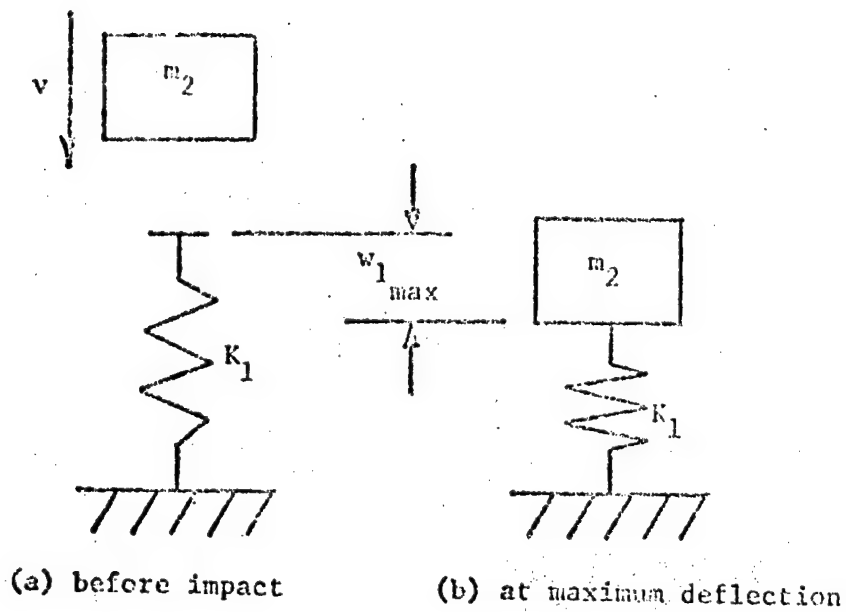 m2
v
w1max
m2
K1
K1
(a) before impact
(b) at maximum deflection